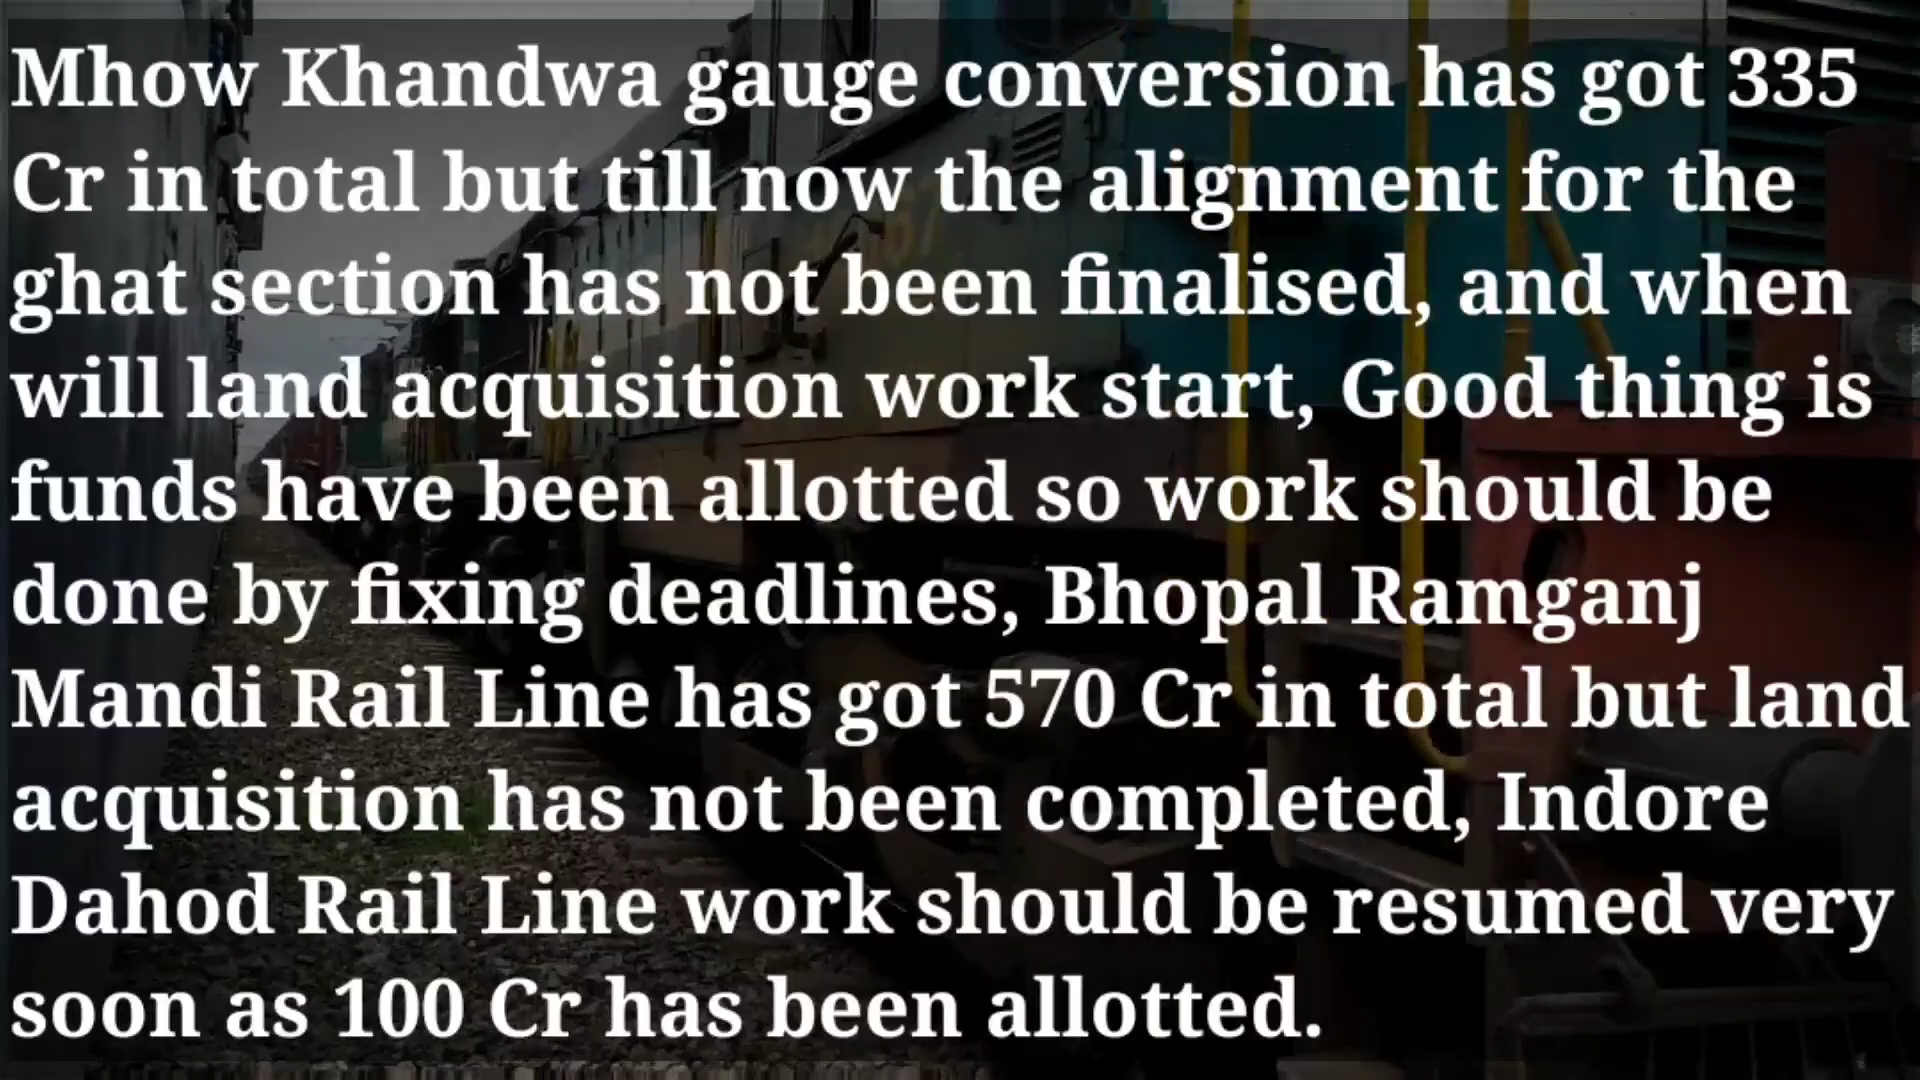 Mhow Khandwa gauge conversion has got 335
Cr in total but till now the alignment for the
ghat section has not been finalised, and when
will land acquisition work start, Good thing is
funds have been allotted so work should be
done by fixing deadlines, Bhopal Ramganj
Mandi Rail Line has got 570 Cr in total but land
acquisition has not been completed, Indore
Dahod Rail Line work should be resumed very
soon as 100 Cr has been allotted.